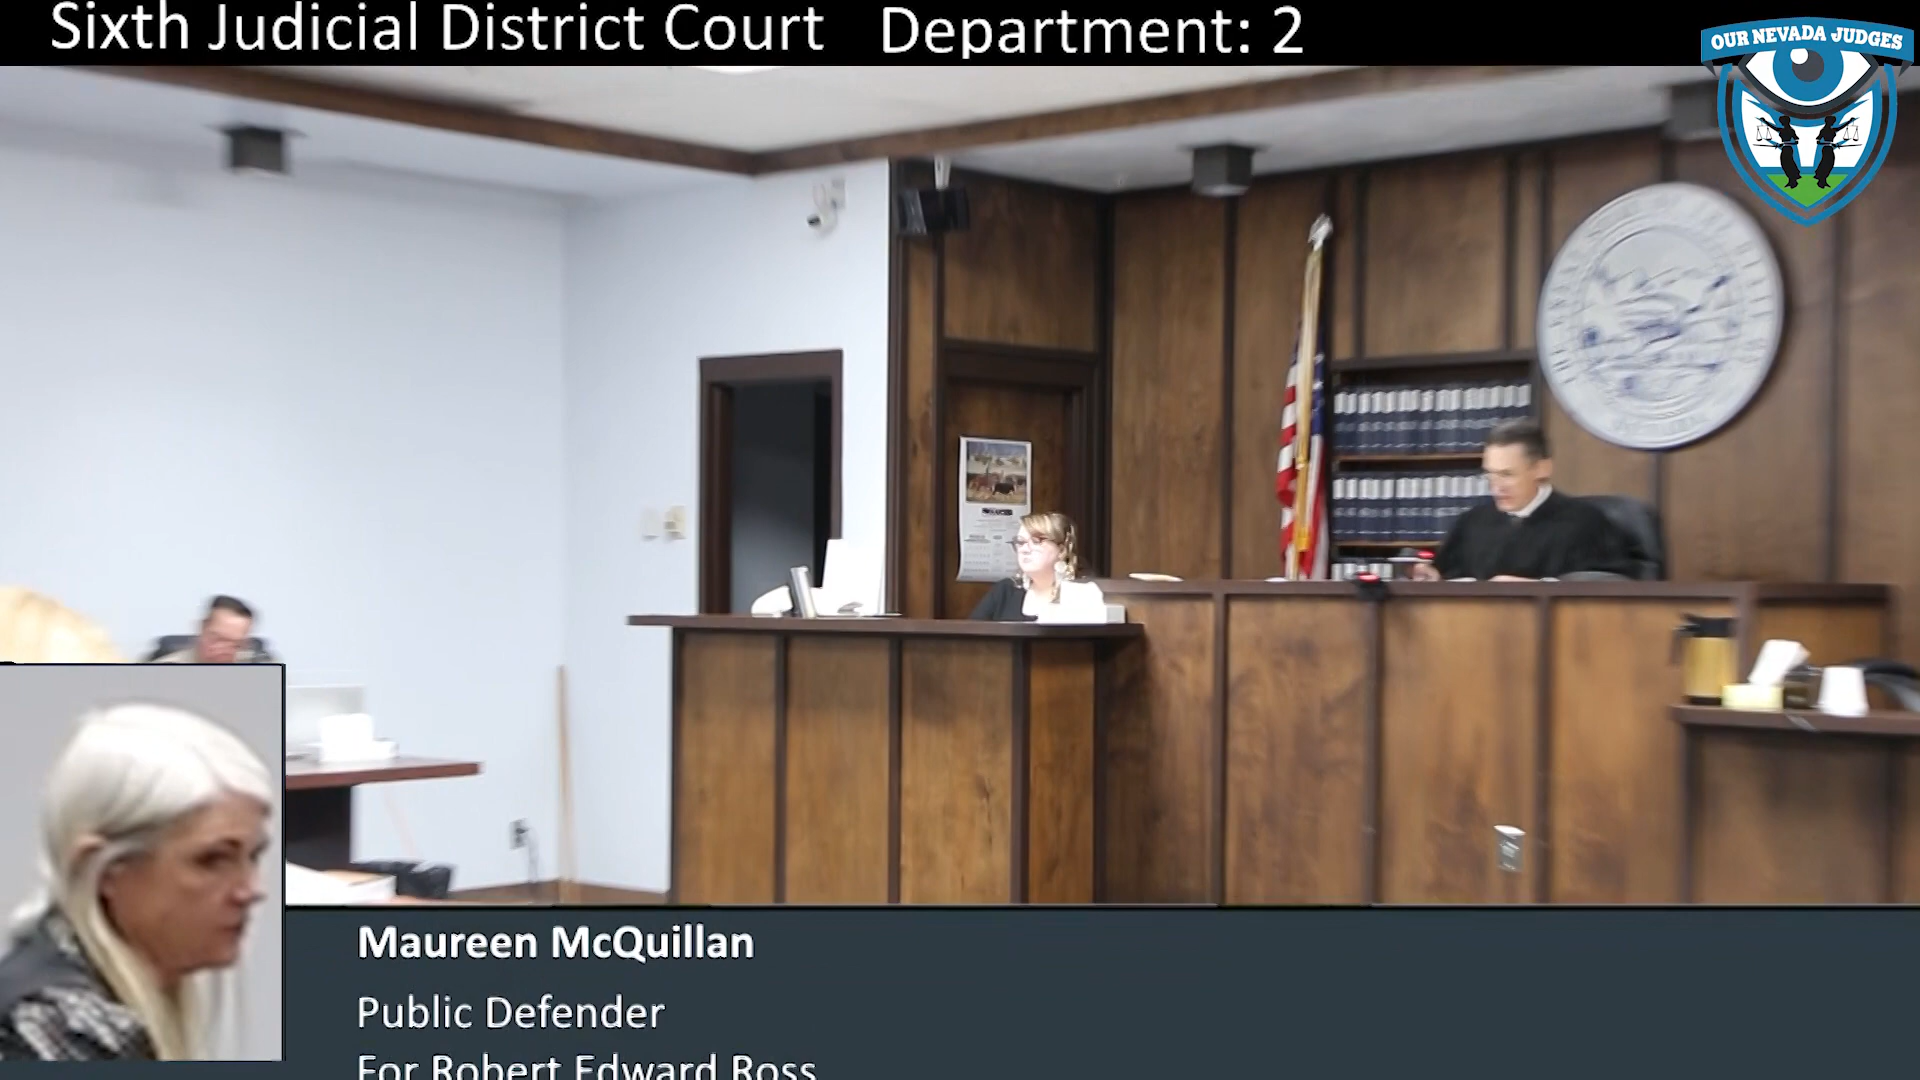 Sixth Judicial District Court Department: 2
OUR NEVADA JUDGES
Maureen McQuillan
Public Defender
For Robert Edward Ross